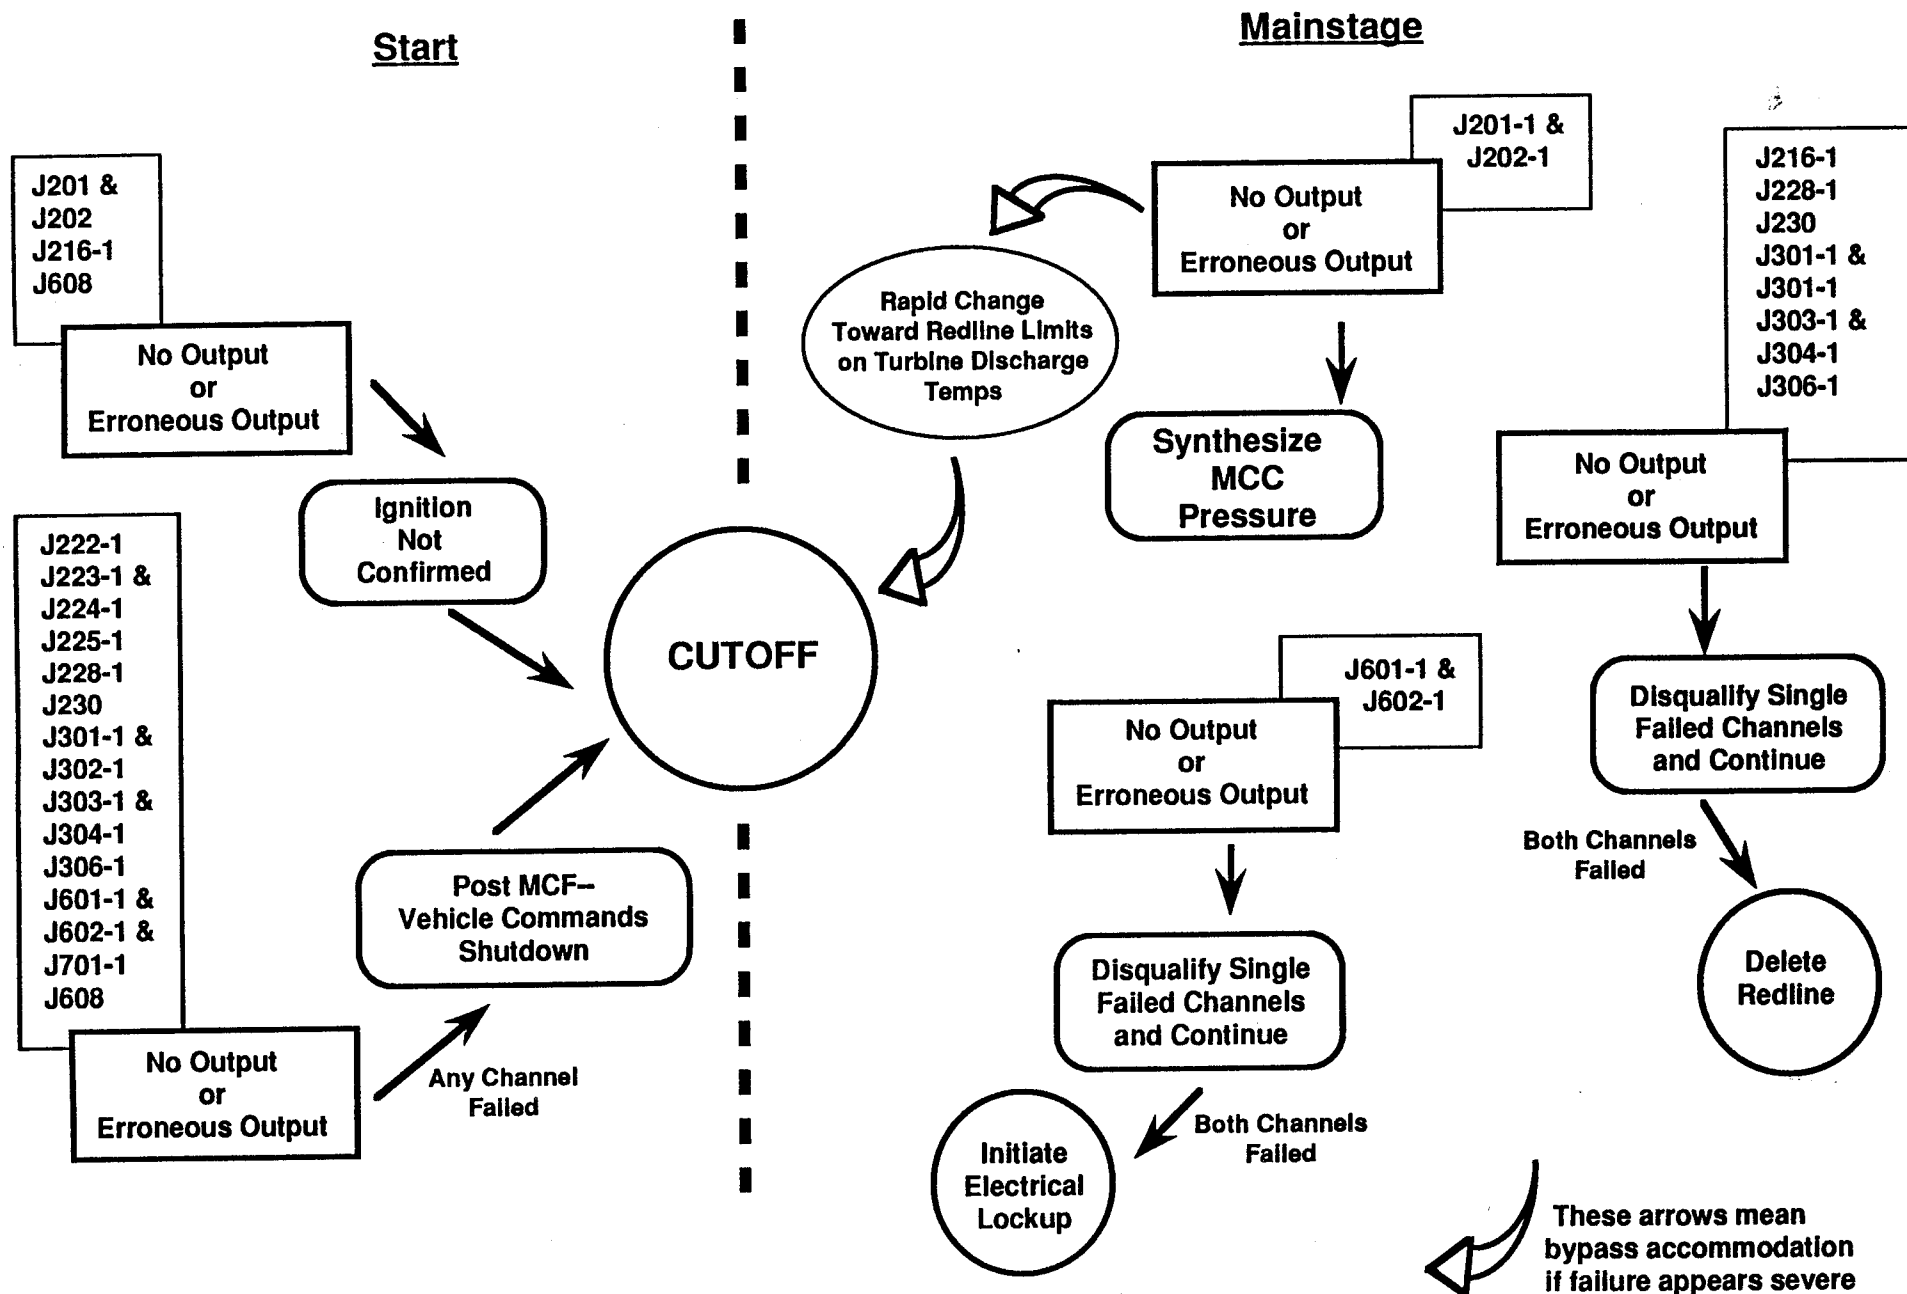 Start
Mainstage
J201 &
J202
J216-1
J608
No Output
or
Erroneous Output
Ignition
Not
Confirmed
J222-1
J223-1 &
J224-1
J225-1
J228-1
J230
J301-1 &
J302-1
J303-1 &
J304-1
J306-1
J601-1 &
J602-1 &
J701-1
J608
No Output
or
Erroneous Output
Any Channel
Failed
Post MCF–
Vehicle Commands
Shutdown
CUTOFF
J201-1 &
J202-1
No Output
or
Erroneous Output
Rapid Change
Toward Redline Limits
on Turbine Discharge
Temps
Synthesize
MCC
Pressure
J601-1 &
J602-1
No Output
or
Erroneous Output
Disqualify Single
Failed Channels
and Continue
Both Channels
Failed
Initiate
Electrical
Lockup
J216-1
J228-1
J230
J301-1 &
J301-1
J303-1 &
J304-1
J306-1
No Output
or
Erroneous Output
Disqualify Single
Failed Channels
and Continue
Both Channels
Failed
Delete
Redline
These arrows mean
bypass accommodation
if failure appears severe